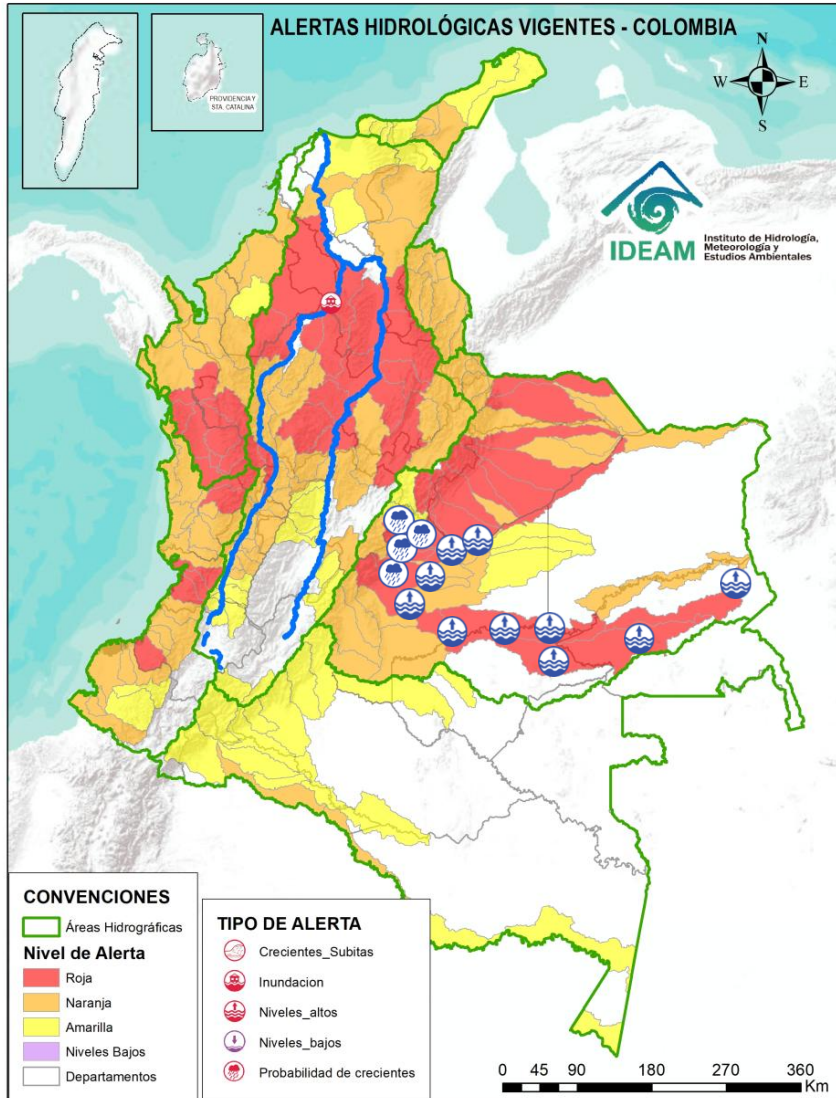 ALERTAS HIDROLÓGICAS VIGENTES - COLOMBIA
PROVIDENCIA Y
STA. CATALINA
N
W
E
S
IDEAM
Instituto de Hidrología,
Meteorología y
Estudios Ambientales
CONVENCIONES
Áreas Hidrográficas
Nivel de Alerta
Roja
Naranja
Amarilla
Niveles Bajos
Departamentos
TIPO DE ALERTA
Crecientes_Subitas
Inundacion
Niveles_altos
Niveles_bajos
Probabilidad de crecientes
0 45 90 180 270 360
Km